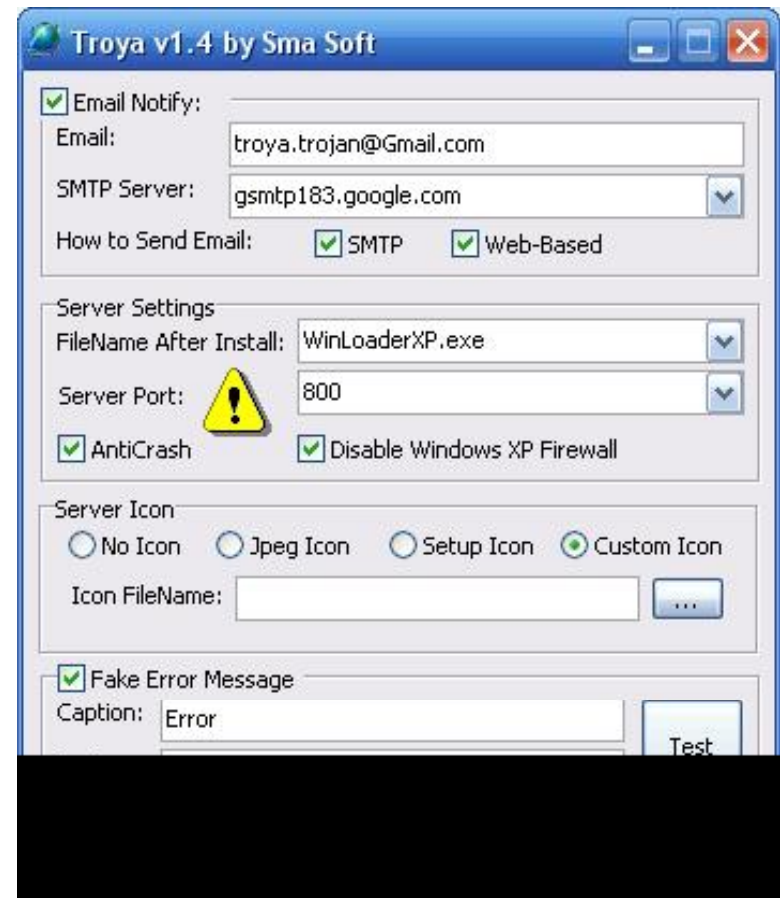 Troya v1.4 by Sma Soft
Email Notify:
Email: troya.trojan@Gmail.com
SMTP Server: gsmtp183.google.com
How to Send Email: SMTP Web-Based
Server Settings
FileName After Install: WinLoaderXP.exe
Server Port: 800
AntiCrash Disable Windows XP Firewall
Server Icon
No Icon Jpeg Icon Setup Icon Custom Icon
Icon FileName: ...
Fake Error Message
Caption: Error
Test